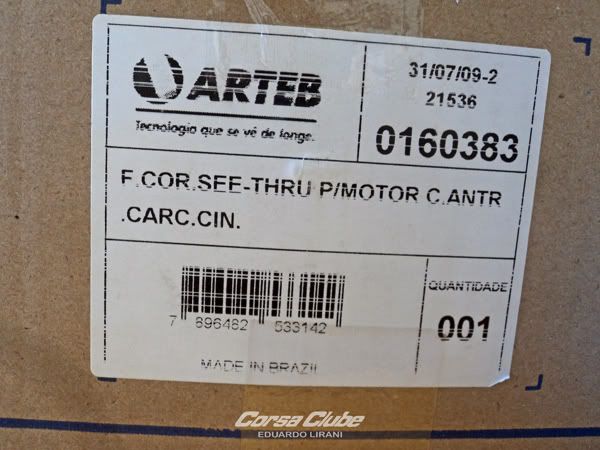 ARTEB
Tecnologia que se vê de longe.
31/07/09-2
21536
0160383
F.COR.SEE-THRU P/MOTOR C.ANTR
.CARC.CIN.
7 896482 533142
QUANTIDADE
001
MADE IN BRAZIL
Corsa Clube
EDUARDO LIRANI